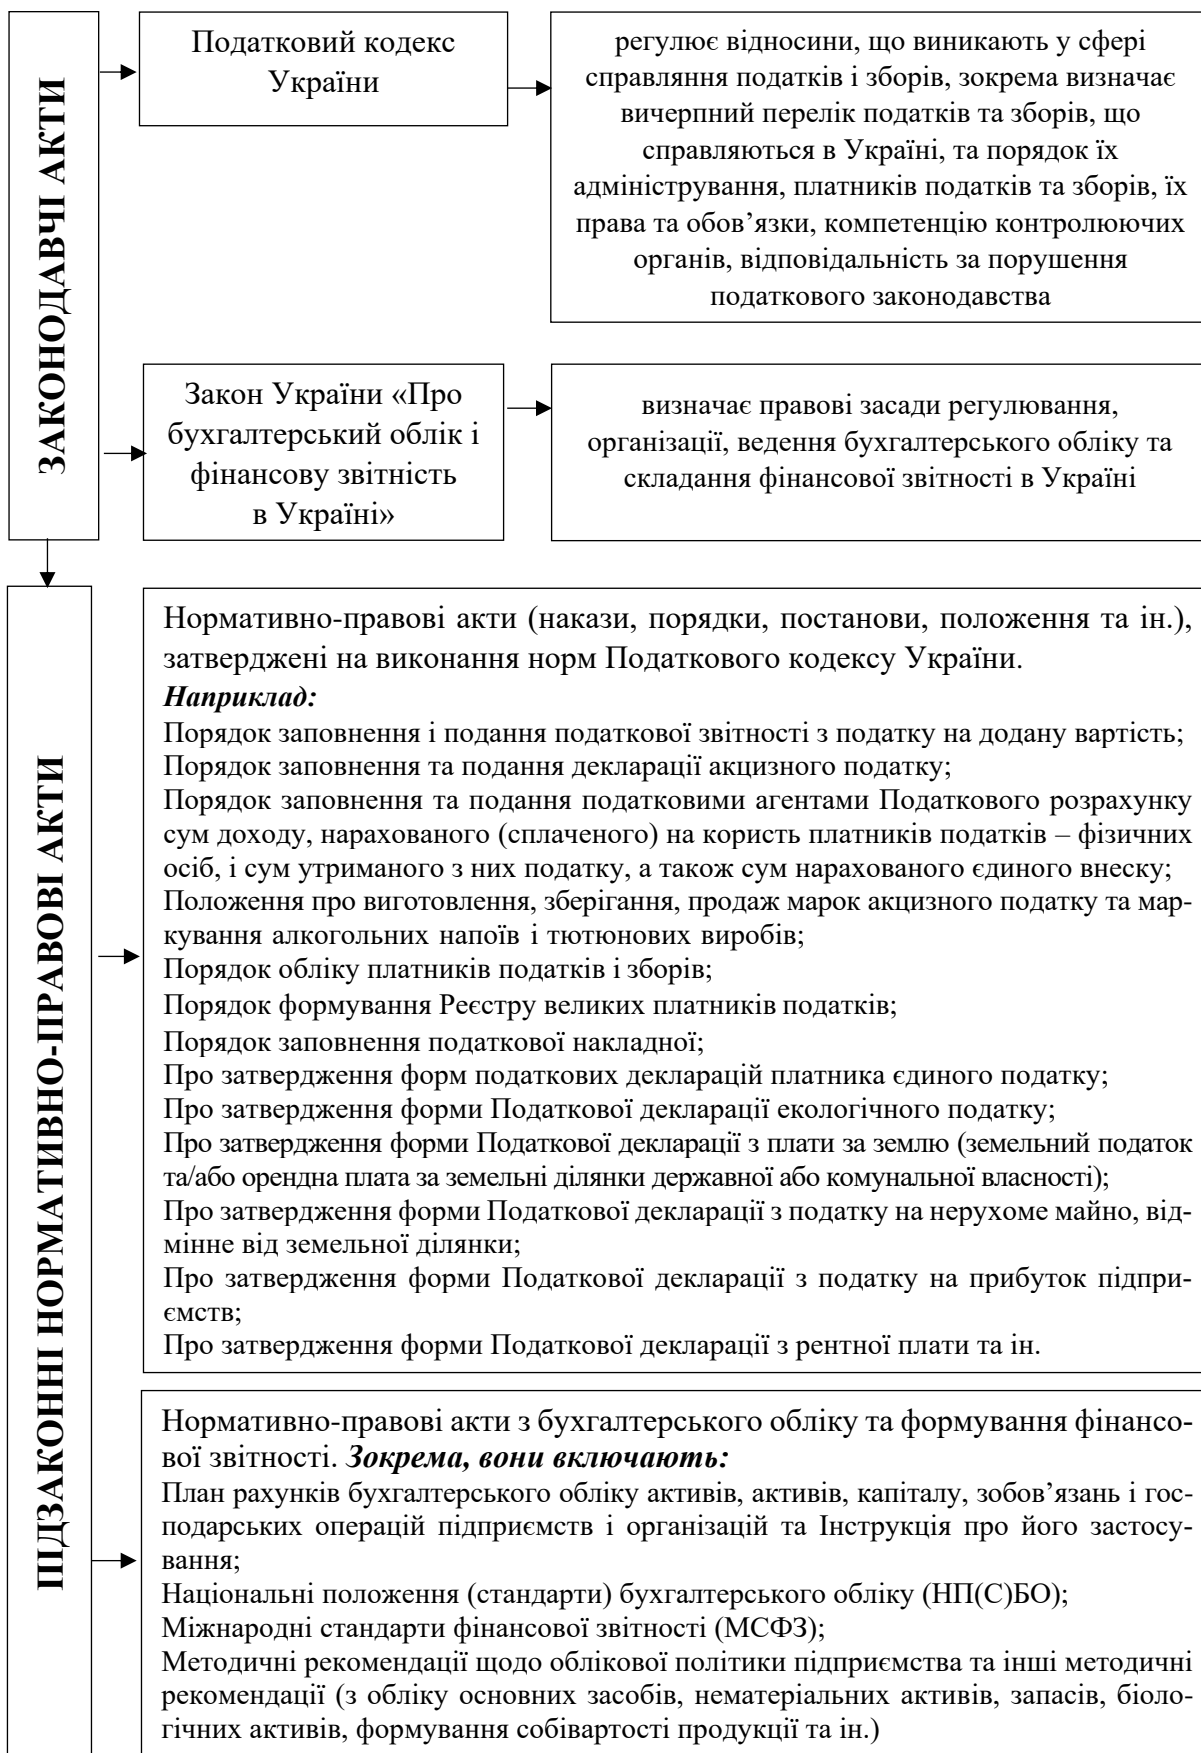 ЗАКОНОДАВЧІ АКТИ
Податковий кодекс
України
регулює відносини, що виникають у сфері
справляння податків і зборів, зокрема визначає
вичерпний перелік податків та зборів, що
справляються в Україні, та порядок їх
адміністрування, платників податків та зборів, їх
права та обов’язки, компетенцію контролюючих
органів, відповідальність за порушення
податкового законодавства
Закон України «Про
бухгалтерський облік і
фінансову звітність
в Україні»
визначає правові засади регулювання,
організації, ведення бухгалтерського обліку та
складання фінансової звітності в Україні
ПІДЗАКОННІ НОРМАТИВНО-ПРАВОВІ АКТИ
Нормативно-правові акти (накази, порядки, постанови, положення та ін.),
затверджені на виконання норм Податкового кодексу України.
Наприклад:
Порядок заповнення і подання податкової звітності з податку на додану вартість;
Порядок заповнення та подання декларації акцизного податку;
Порядок заповнення та подання податковими агентами Податкового розрахунку
сум доходу, нарахованого (сплаченого) на користь платників податків – фізичних
осіб, і сум утриманого з них податку, а також сум нарахованого єдиного внеску;
Положення про виготовлення, зберігання, продаж марок акцизного податку та мар-
кування алкогольних напоїв і тютюнових виробів;
Порядок обліку платників податків і зборів;
Порядок формування Реєстру великих платників податків;
Порядок заповнення податкової накладної;
Про затвердження форм податкових декларацій платника єдиного податку;
Про затвердження форми Податкової декларації екологічного податку;
Про затвердження форми Податкової декларації з плати за землю (земельний податок
та/або орендна плата за земельні ділянки державної або комунальної власності);
Про затвердження форми Податкової декларації з податку на нерухоме майно, від-
мінне від земельної ділянки;
Про затвердження форми Податкової декларації з податку на прибуток підпри-
ємств;
Про затвердження форми Податкової декларації з рентної плати та ін.
Нормативно-правові акти з бухгалтерського обліку та формування фінансо-
вої звітності. Зокрема, вони включають:
План рахунків бухгалтерського обліку активів, активів, капіталу, зобов’язань і гос-
подарських операцій підприємств і організацій та Інструкція про його застосу-
вання;
Національні положення (стандарти) бухгалтерського обліку (НП(С)БО);
Міжнародні стандарти фінансової звітності (МСФЗ);
Методичні рекомендації щодо облікової політики підприємства та інші методичні
рекомендації (з обліку основних засобів, нематеріальних активів, запасів, біоло-
гічних активів, формування собівартості продукції та ін.)